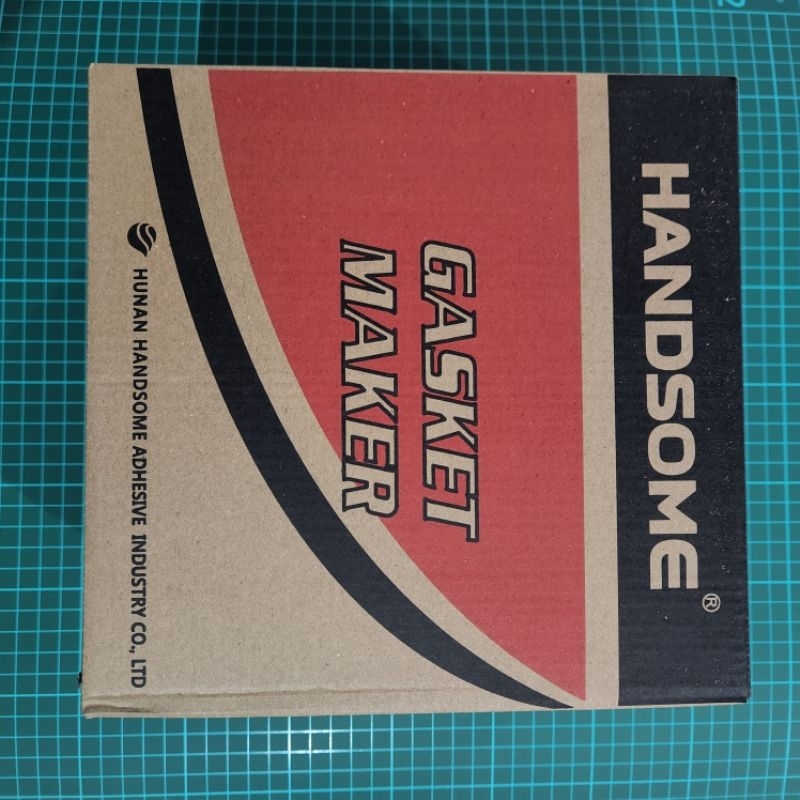 HANDSOME®
GASKET
MAKER
HUNAN HANDSOME ADHESIVE INDUSTRY CO., LTD